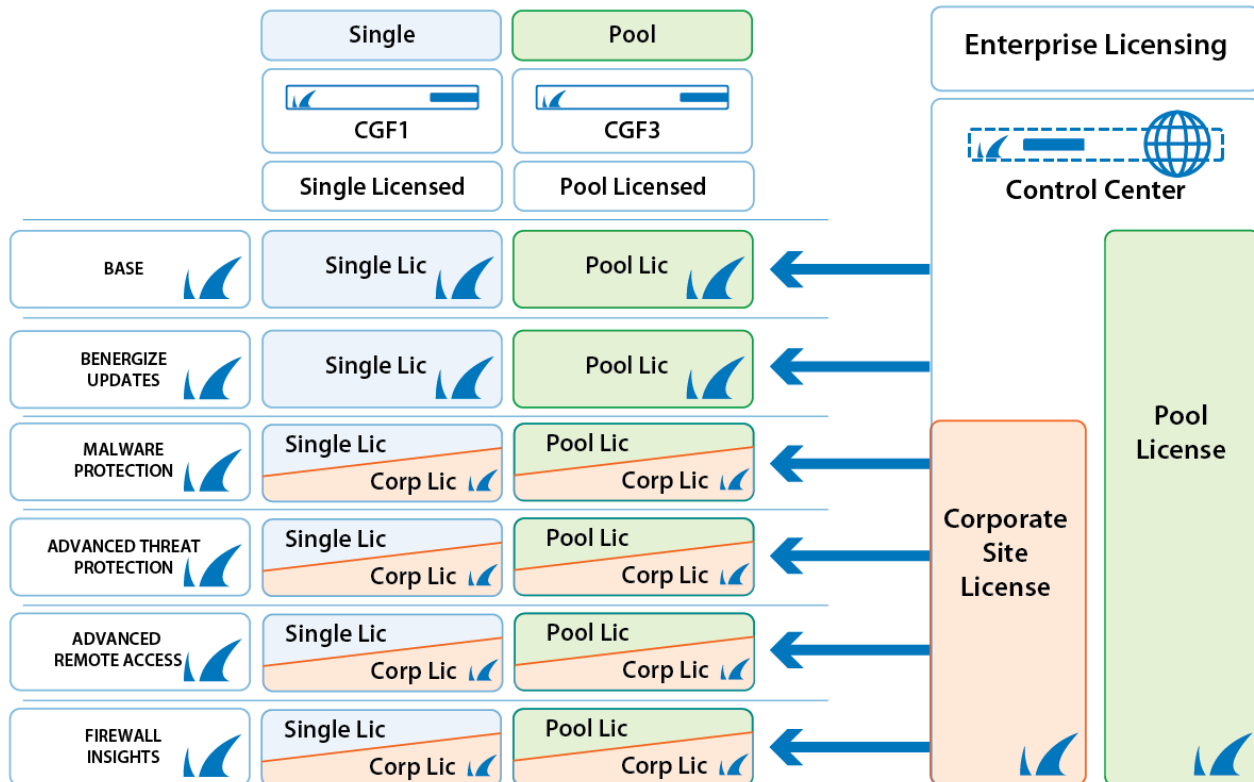 Single
Pool
Enterprise Licensing
CGF1
CGF3
Single Licensed
Pool Licensed
Control Center
BASE
Single Lic
Pool Lic
BENERGIZE
UPDATES
Single Lic
Pool Lic
MALWARE
PROTECTION
Single Lic
Corp Lic
Pool Lic
Corp Lic
ADVANCED THREAT
PROTECTION
Single Lic
Corp Lic
Pool Lic
Corp Lic
ADVANCED
REMOTE ACCESS
Single Lic
Corp Lic
Pool Lic
Corp Lic
FIREWALL
INSIGHTS
Single Lic
Corp Lic
Pool Lic
Corp Lic
Corporate
Site
License
Pool
License